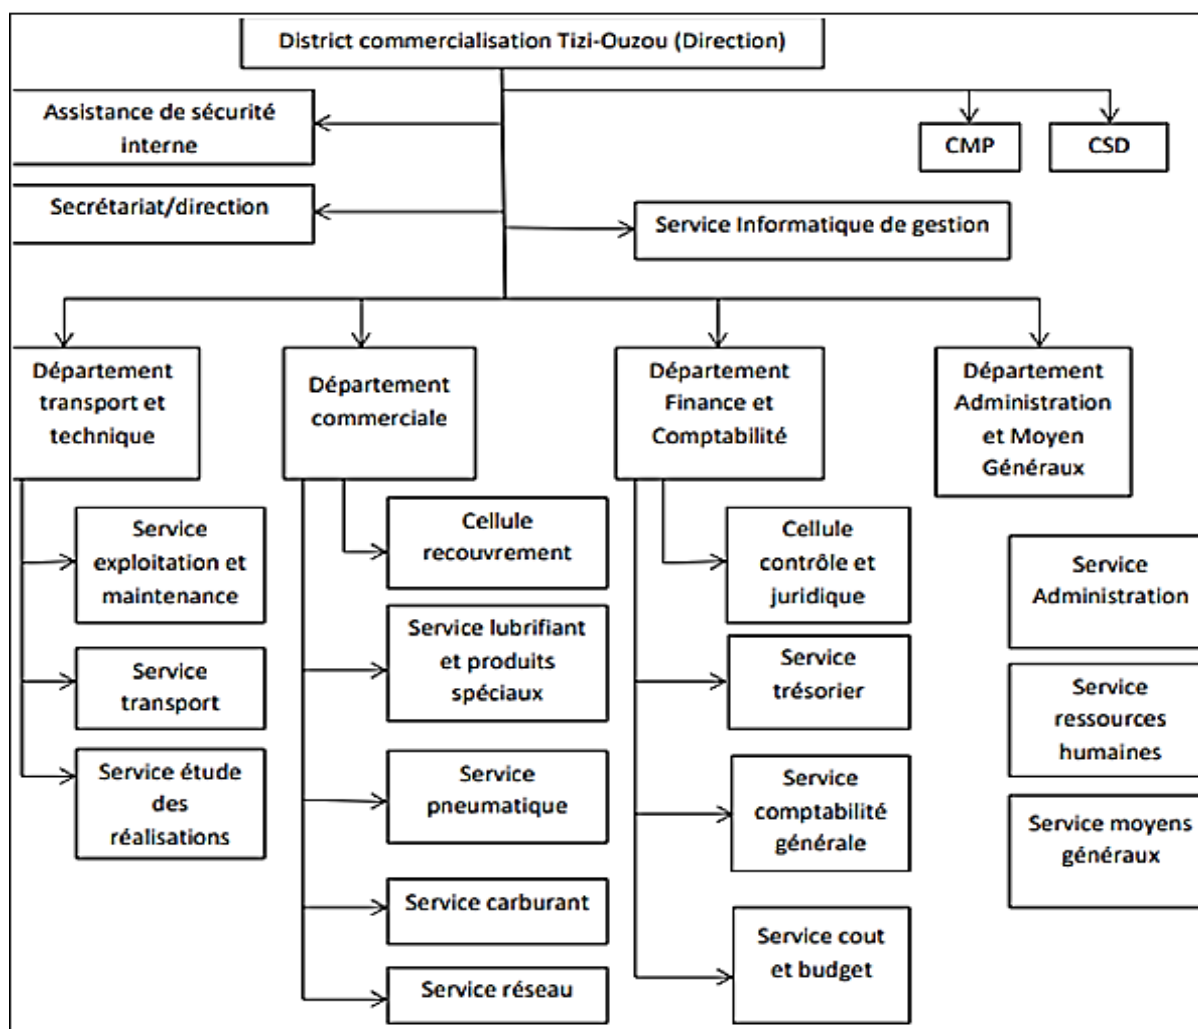 District commercialisation Tizi-Ouzou (Direction)
Assistance de sécurité
interne
CMP
CSD
Secrétariat/direction
Service Informatique de gestion
Département
transport et
technique
Département
commerciale
Département
Finance et
Comptabilité
Département
Administration
et Moyen
Généraux
Service
exploitation et
maintenance
Service
transport
Service étude
des
réalisations
Cellule
recouvrement
Service lubrifiant
et produits
spéciaux
Service
pneumatique
Service carburant
Service réseau
Cellule
contrôle et
juridique
Service
trésorier
Service
comptabilité
générale
Service cout
et budget
Service
Administration
Service
ressources
humaines
Service moyens
généraux